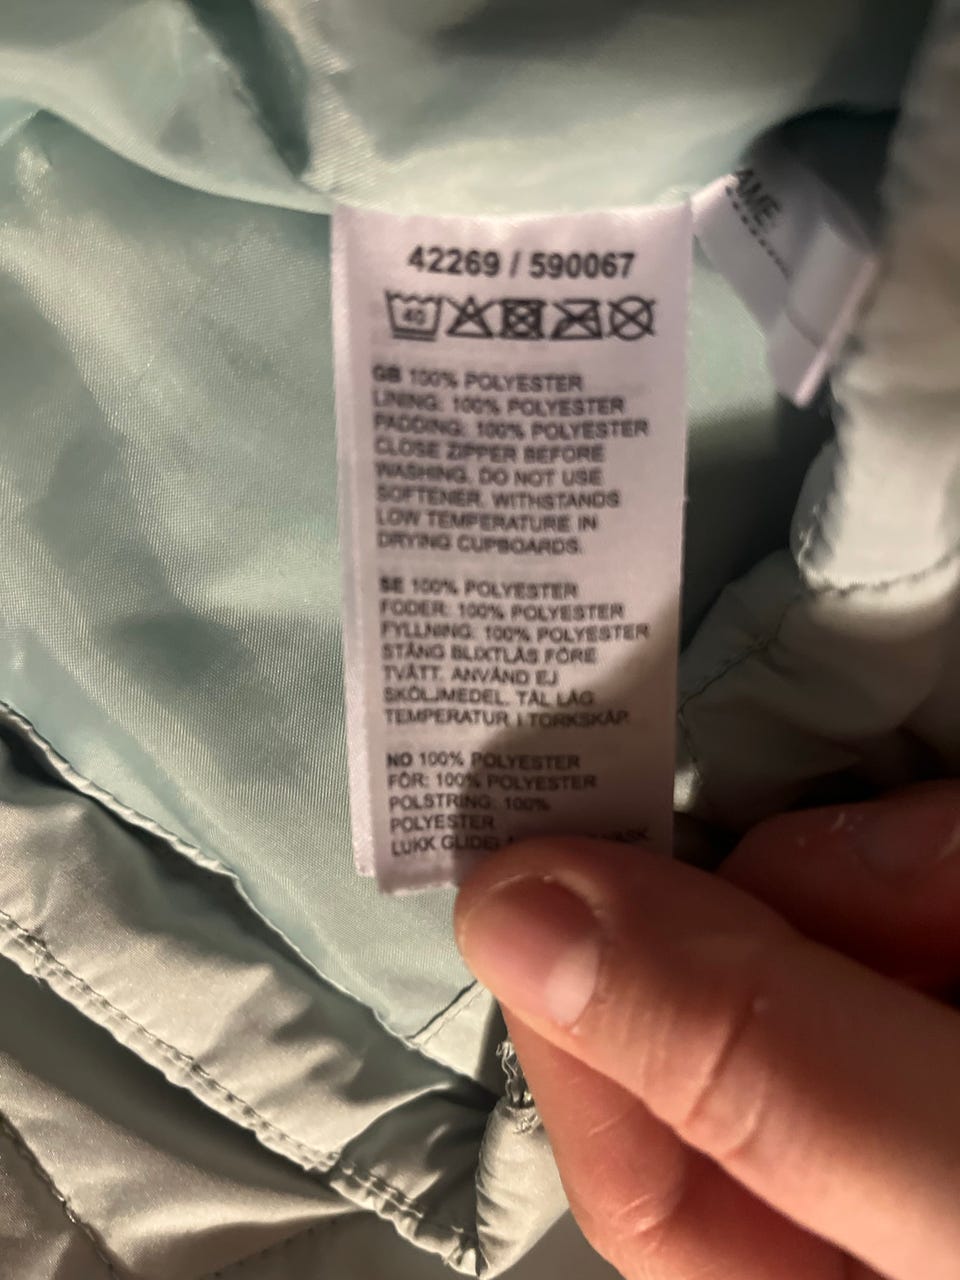 42269 / 590067
40
GB 100% POLYESTER
LINING: 100% POLYESTER
PADDING: 100% POLYESTER
CLOSE ZIPPER BEFORE
WASHING. DO NOT USE
SOFTENER. WITHSTANDS
LOW TEMPERATURE IN
DRYING CUPBOARDS.
SE 100% POLYESTER
FODER: 100% POLYESTER
FYLLNING: 100% POLYESTER
STÄNG BLIXTLÅS FÖRE
TVÄTT. ANVÄND EJ
SKÖLJMEDEL. TÅL LÅG
TEMPERATUR I TORKSKÅP.
NO 100% POLYESTER
FÔR: 100% POLYESTER
POLSTRING: 100%
POLYESTER
LUKK
AME: